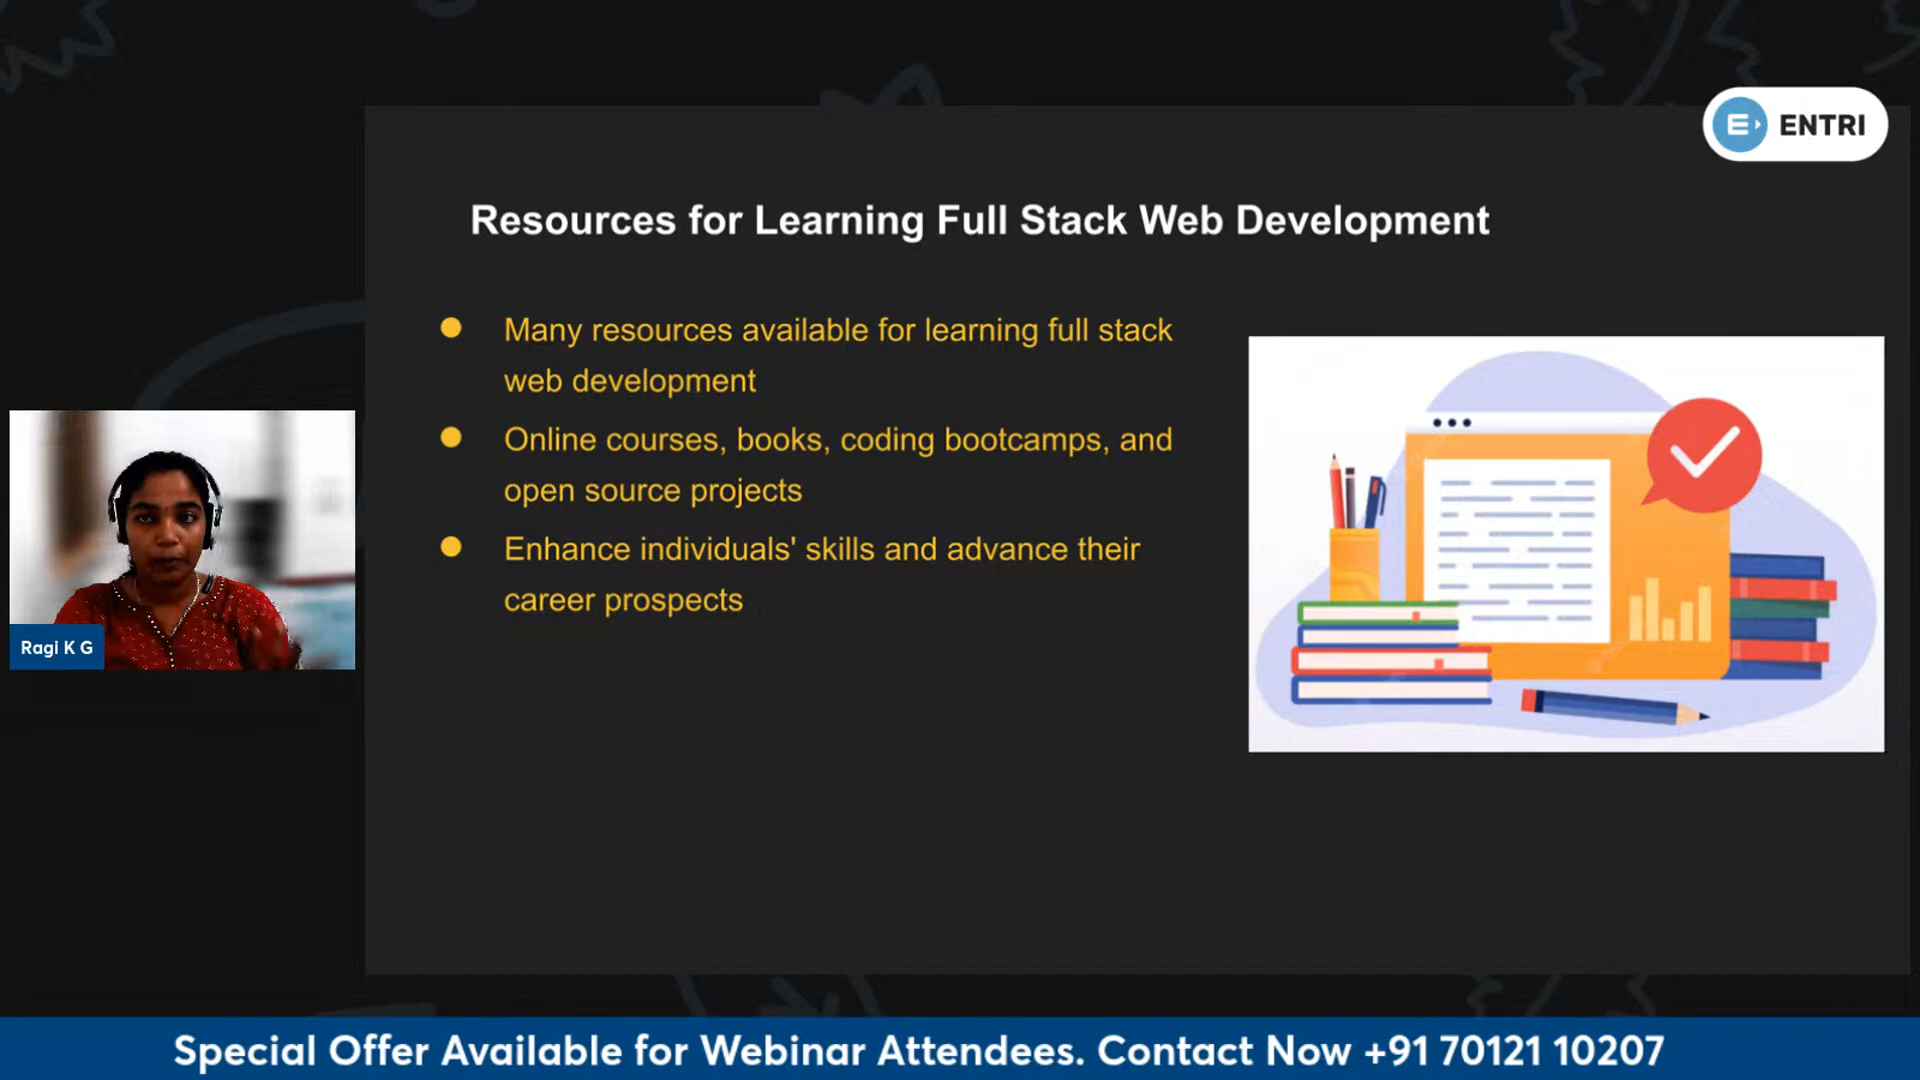 ENTRI
Resources for Learning Full Stack Web Development
Many resources available for learning full stack
web development
Online courses, books, coding bootcamps, and
open source projects
Enhance individuals' skills and advance their
career prospects
Ragi K G
Special Offer Available for Webinar Attendees. Contact Now +91 70121 10207